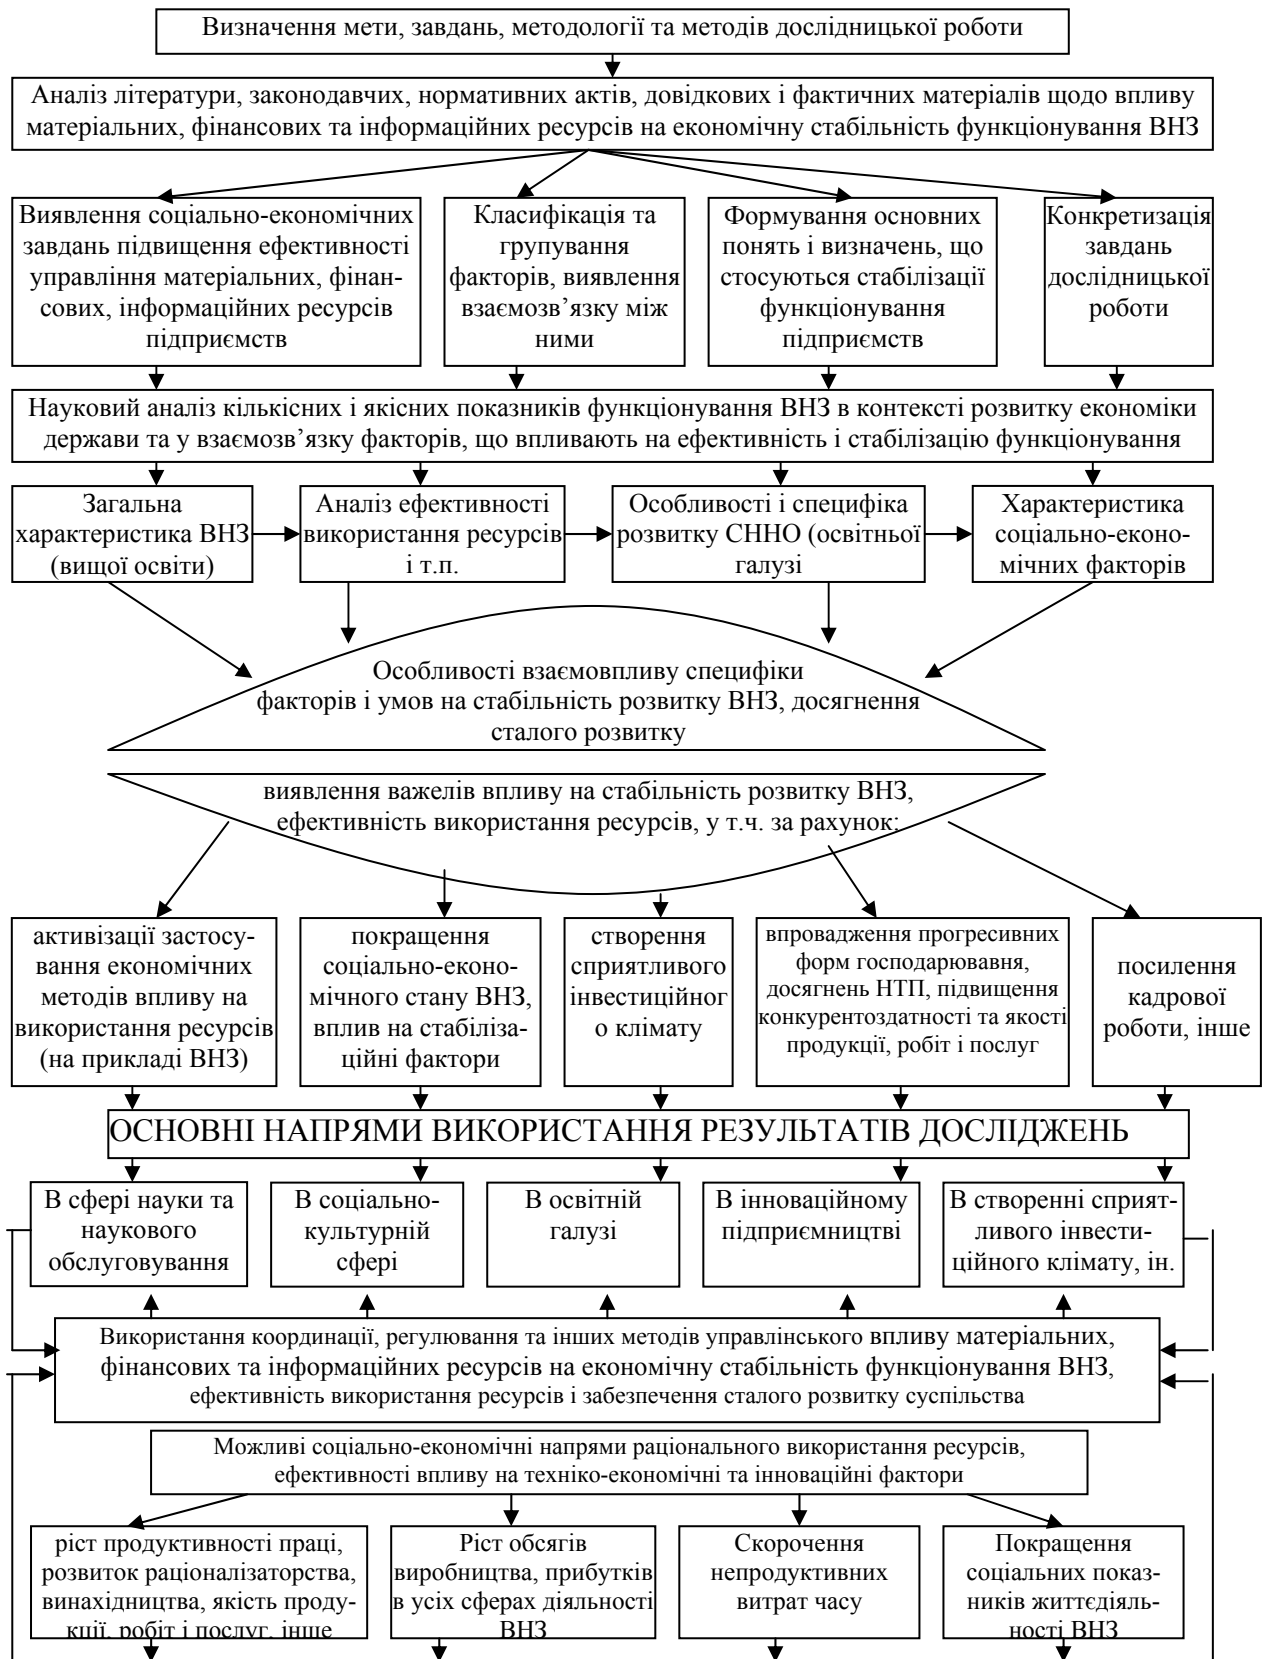 Визначення мети, завдань, методології та методів дослідницької роботи
Аналіз літератури, законодавчих, нормативних актів, довідкових і фактичних матеріалів щодо впливу
матеріальних, фінансових та інформаційних ресурсів на економічну стабільність функціонування ВНЗ
Виявлення соціально-економічних
завдань підвищення ефективності
управління матеріальних, фінан-
сових, інформаційних ресурсів
підприємств
Класифікація та
групування
факторів, виявлення
взаємозв’язку між
ними
Формування основних
понять і визначень, що
стосуються стабілізації
функціонування
підприємств
Конкретизація
завдань
дослідницької
роботи
Науковий аналіз кількісних і якісних показників функціонування ВНЗ в контексті розвитку економіки
держави та у взаємозв’язку факторів, що впливають на ефективність і стабілізацію функціонування
Загальна
характеристика ВНЗ
(вищої освіти)
Аналіз ефективності
використання ресурсів
і т.п.
Особливості і специфіка
розвитку СННО (освітньої
галузі
Характеристика
соціально-еконо-
мічних факторів
Особливості взаємовпливу специфіки
факторів і умов на стабільність розвитку ВНЗ, досягнення
сталого розвитку
виявлення важелів впливу на стабільність розвитку ВНЗ,
ефективність використання ресурсів, у т.ч. за рахунок:
активізації застосу-
вання економічних
методів впливу на
використання ресурсів
(на прикладі ВНЗ)
покращення
соціально-еконо-
мічного стану ВНЗ,
вплив на стабіліза-
ційні фактори
створення
сприятливого
інвестиційног
о клімату
впровадження прогресивних
форм господарювавня,
досягнень НТП, підвищення
конкурентоздатності та якості
продукції, робіт і послуг
посилення
кадрової
роботи, інше
ОСНОВНІ НАПРЯМИ ВИКОРИСТАННЯ РЕЗУЛЬТАТІВ ДОСЛІДЖЕНЬ
В сфері науки та
наукового
обслуговування
В соціально-
культурній
сфері
В освітній
галузі
В інноваційному
підприємництві
В створенні сприят-
ливого інвести-
ційного клімату, ін.
Використання координації, регулювання та інших методів управлінського впливу матеріальних,
фінансових та інформаційних ресурсів на економічну стабільність функціонування ВНЗ,
ефективність використання ресурсів і забезпечення сталого розвитку суспільства
Можливі соціально-економічні напрями раціонального використання ресурсів,
ефективності впливу на техніко-економічні та інноваційні фактори
ріст продуктивності праці,
розвиток раціоналізаторства,
винахідництва, якість проду-
кції, робіт і послуг, інше
Ріст обсягів
виробництва, прибутків
в усіх сферах діяльності
ВНЗ
Скорочення
непродуктивних
витрат часу
Покращення
соціальних показ-
ників життєдіяль-
ності ВНЗ